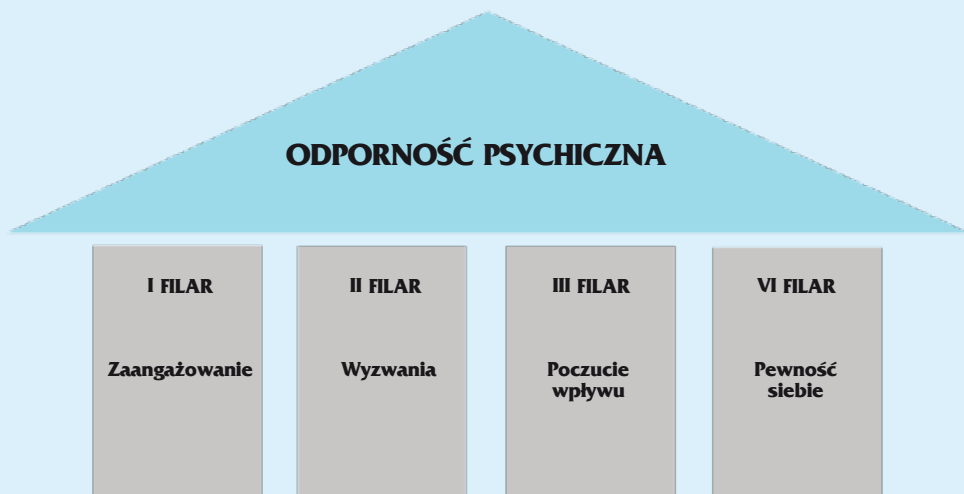 ODPORNOŚĆ PSYCHICZNA
I FILAR
Zaangażowanie
II FILAR
Wyzwania
III FILAR
Poczucie
wpływu
VI FILAR
Pewność
siebie